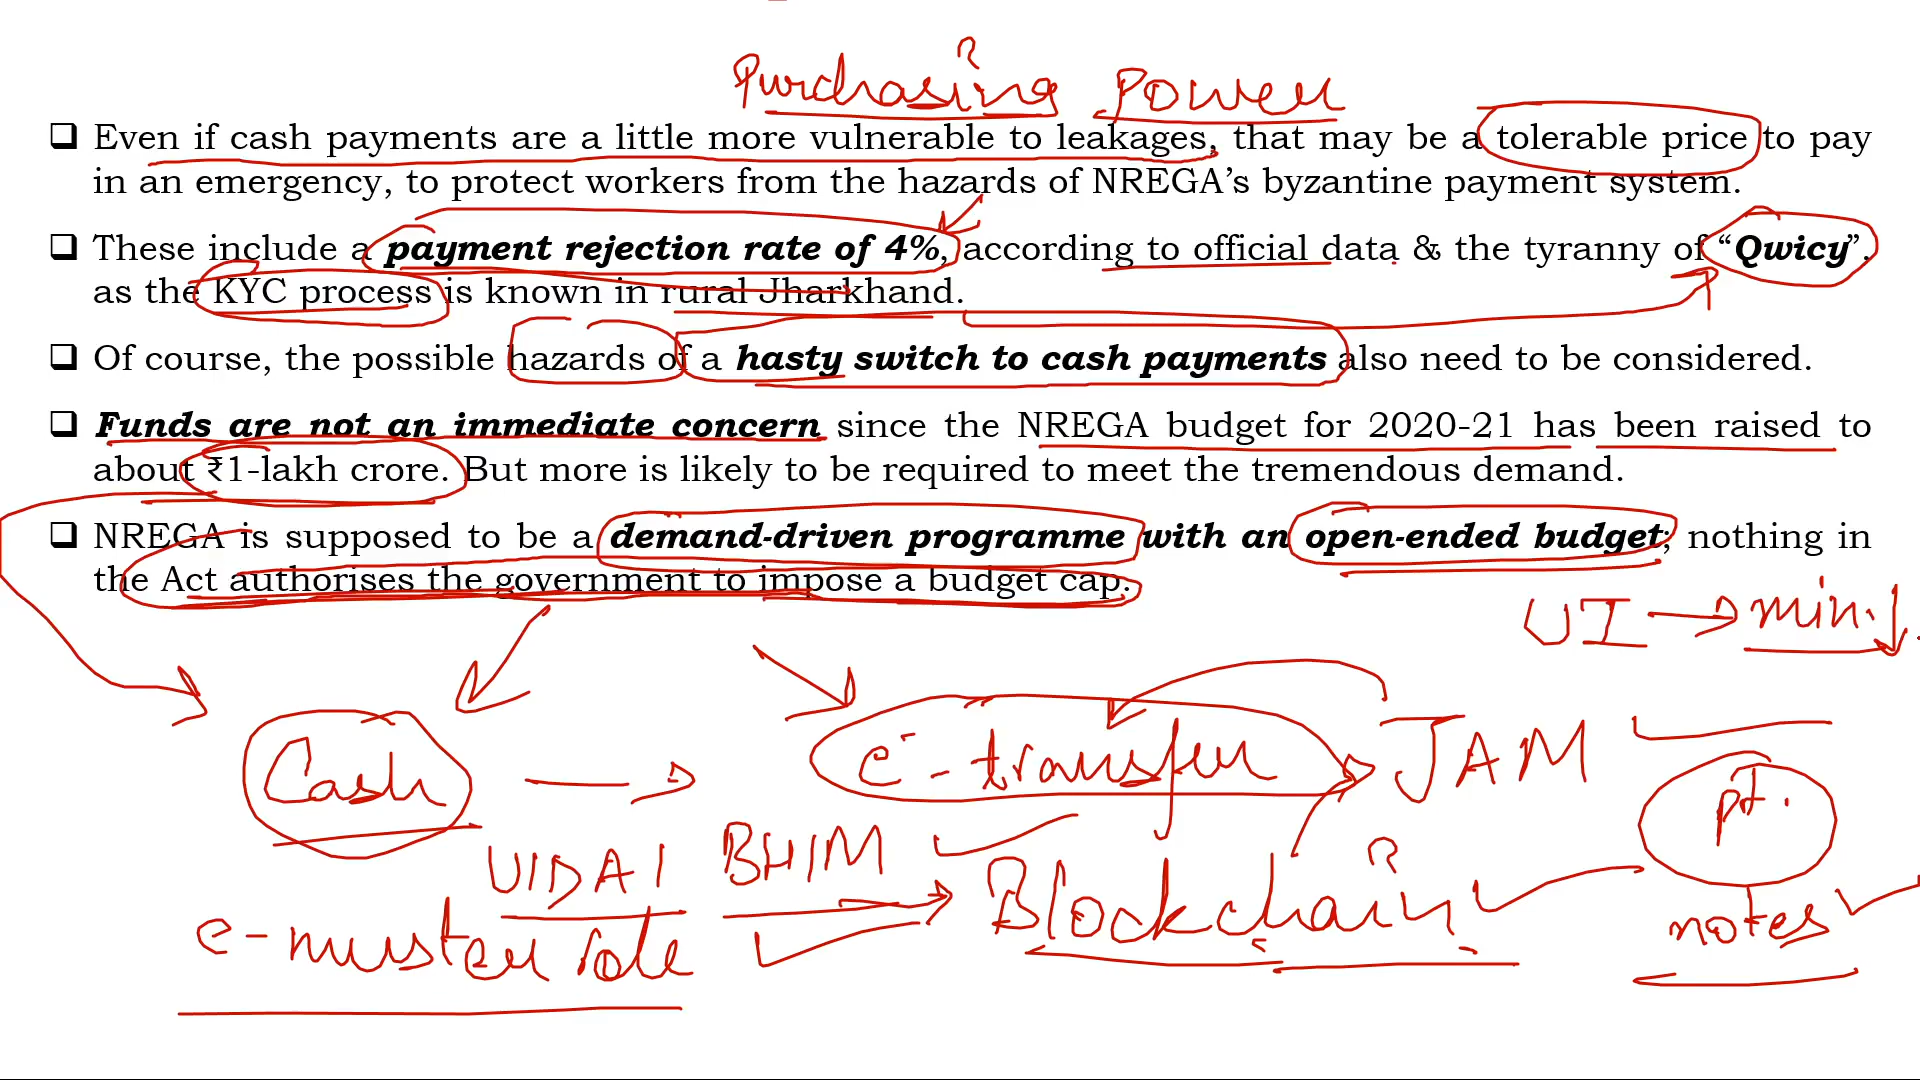 Purchasing Power
❑ Even if cash payments are a little more vulnerable to leakages, that may be a tolerable price to pay
in an emergency, to protect workers from the hazards of NREGA's byzantine payment system.
❑ These include a payment rejection rate of 4%, according to official data & the tyranny of “Qwicy”,
as the KYC process is known in rural Jharkhand.
❑ Of course, the possible hazards of a hasty switch to cash payments also need to be considered.
❑ Funds are not an immediate concern since the NREGA budget for 2020-21 has been raised to
about ₹1-lakh crore. But more is likely to be required to meet the tremendous demand.
❑ NREGA is supposed to be a demand-driven programme with an open-ended budget; nothing in
the Act authorises the government to impose a budget cap.
UI → min. ↓
Cash → e-transfer → JAM
pt.
UIDAI BHIM
e-muster role → Blockchain notes